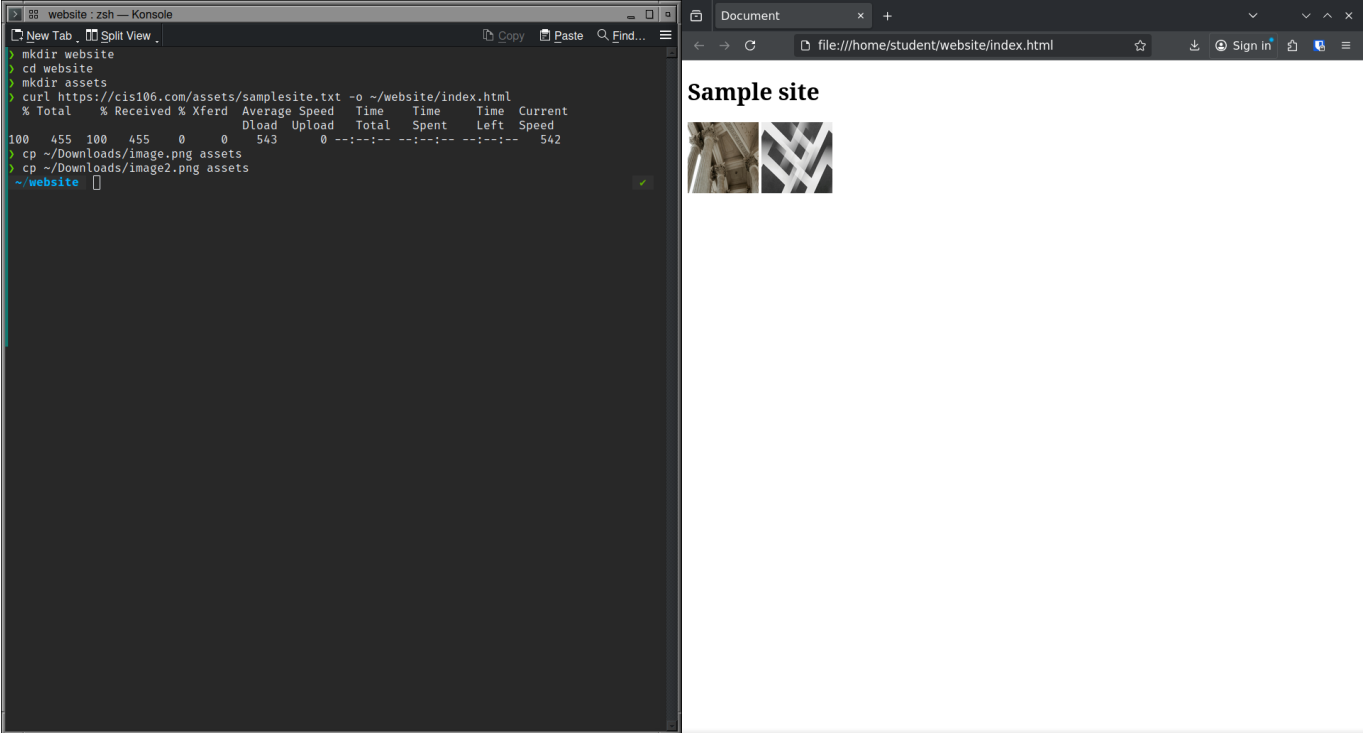 website : zsh — Konsole
New Tab Split View Copy Paste Find...
❯ mkdir website
❯ cd website
❯ mkdir assets
❯ curl https://cis106.com/assets/samplesite.txt -o ~/website/index.html
% Total % Received % Xferd Average Speed Time Time Time Current
Dload Upload Total Spent Left Speed
100 455 100 455 0 0 543 0 --:--:-- --:--:-- --:--:-- 542
❯ cp ~/Downloads/image.png assets
❯ cp ~/Downloads/image2.png assets
~/website
Document
file:///home/student/website/index.html
Sign in
Sample site